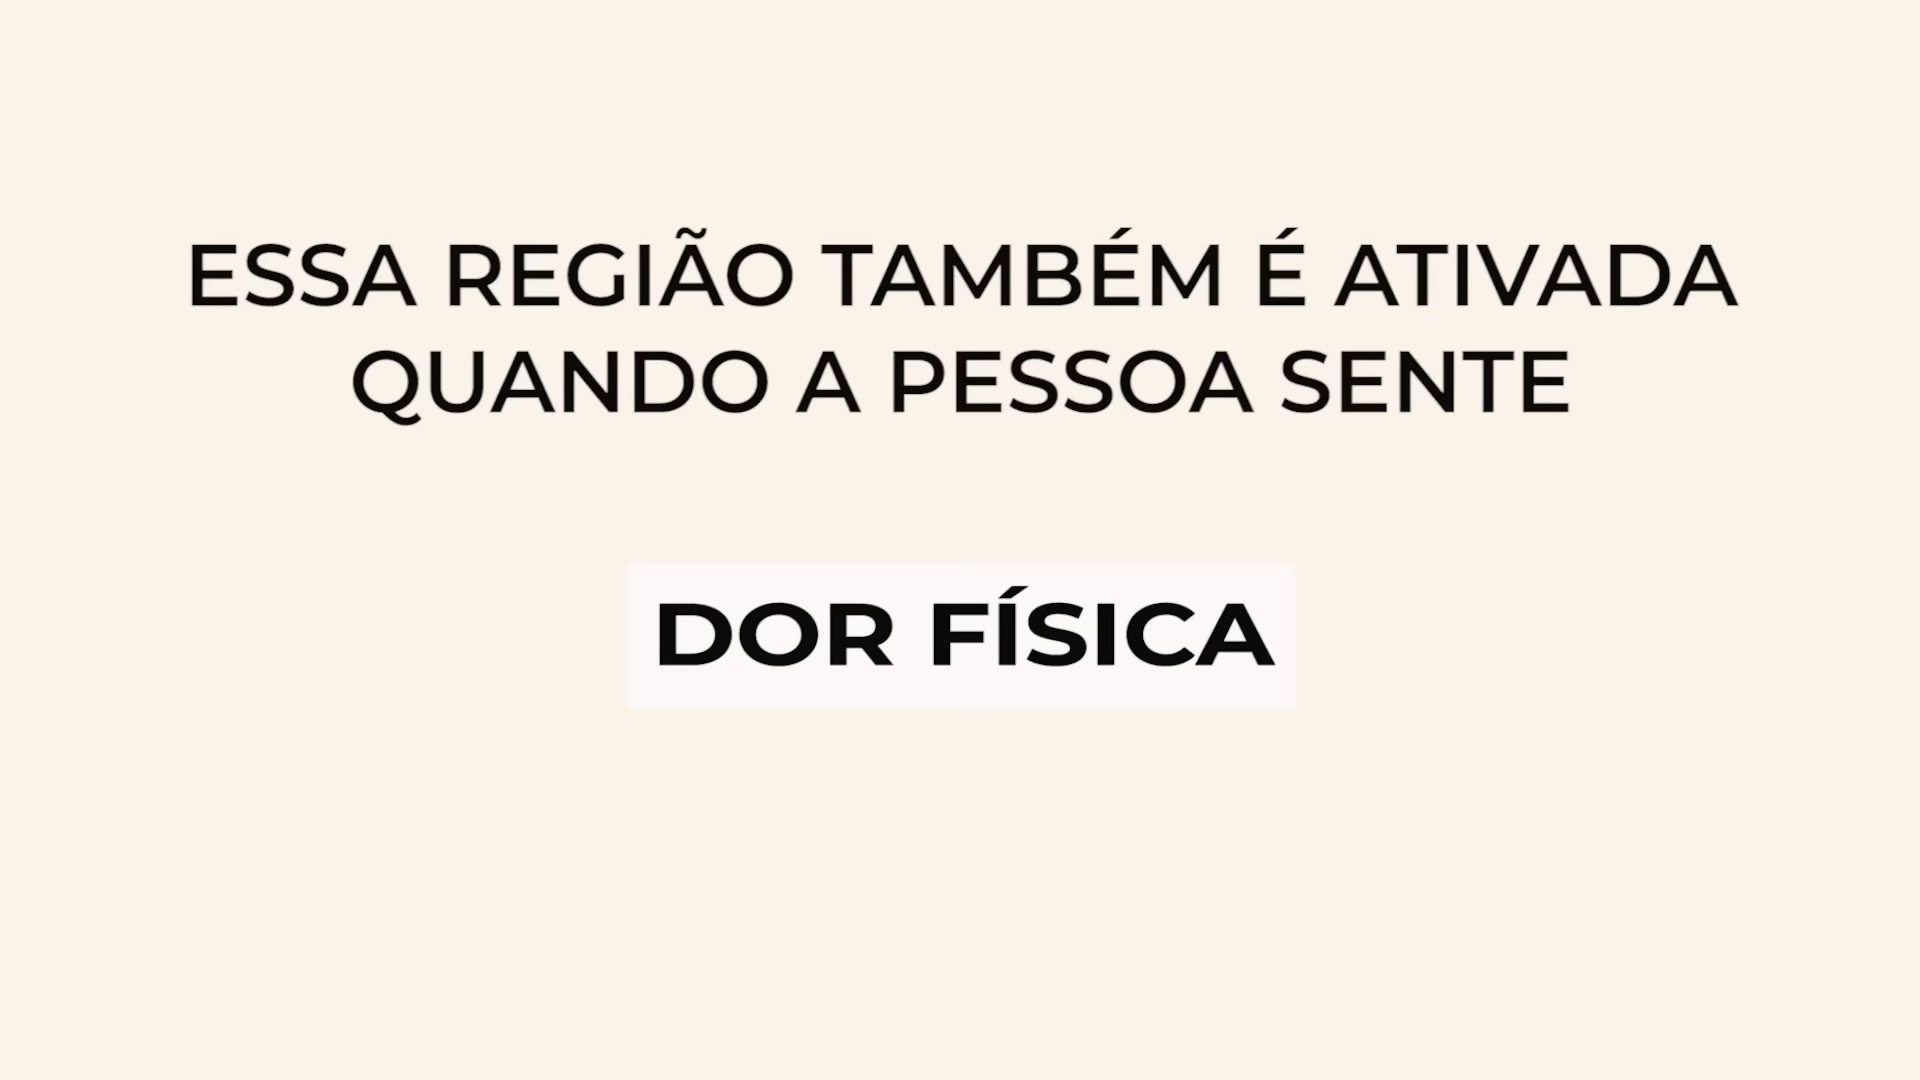 ESSA REGIÃO TAMBÉM É ATIVADA
QUANDO A PESSOA SENTE
DOR FÍSICA